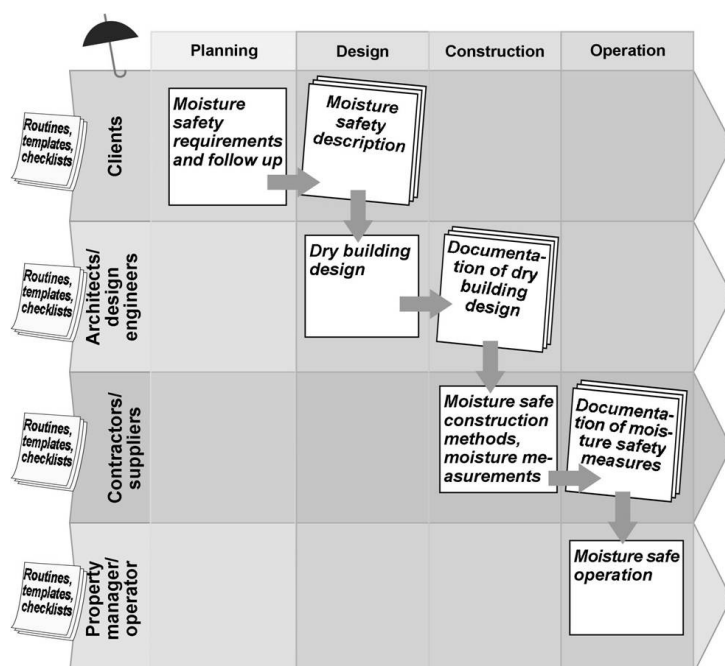 Planning
Design
Construction
Operation
Routines,
templates,
checklists
Clients
Moisture
safety
requirements
and follow up
Moisture
safety
description
Routines,
templates,
checklists
Architects/
design
engineers
Dry building
design
Documenta-
tion of dry
building
design
Routines,
templates,
checklists
Contractors/
suppliers
Moisture safe
construction
methods,
moisture me-
asurements
Documenta-
tion of mois-
ture safety
measures
Routines,
templates,
checklists
Property
manager/
operator
Moisture safe
operation